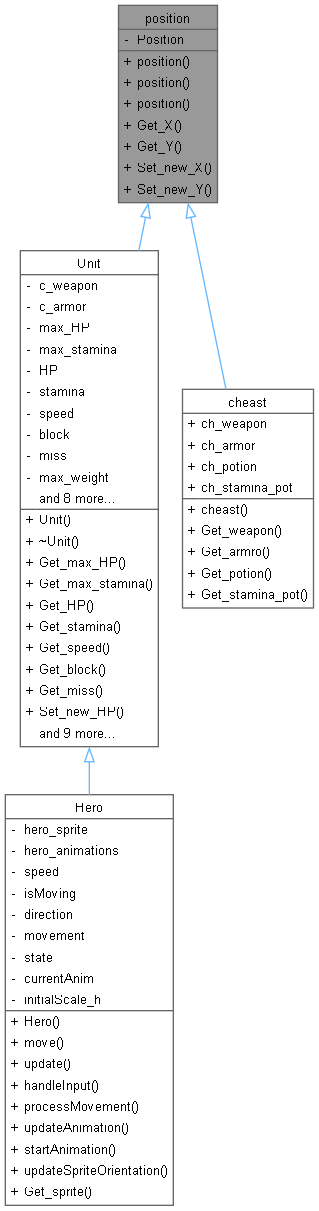 position
- Position
+ position()
+ position()
+ position()
+ Get_X()
+ Get_Y()
+ Set_new_X()
+ Set_new_Y()
Unit
- c_weapon
- c_armor
- max_HP
- max_stamina
- HP
- stamina
- speed
- block
- miss
- max_weight
and 8 more...
+ Unit()
+ ~Unit()
+ Get_max_HP()
+ Get_max_stamina()
+ Get_HP()
+ Get_stamina()
+ Get_speed()
+ Get_block()
+ Get_miss()
+ Set_new_HP()
and 9 more...
cheast
+ ch_weapon
+ ch_armor
+ ch_potion
+ ch_stamina_pot
+ cheast()
+ Get_weapon()
+ Get_armro()
+ Get_potion()
+ Get_stamina_pot()
Hero
- hero_sprite
- hero_animations
- speed
- isMoving
- direction
- movement
- state
- currentAnim
- initialScale_h
+ Hero()
+ move()
+ update()
+ handleInput()
+ processMovement()
+ updateAnimation()
+ startAnimation()
+ updateSpriteOrientation()
+ Get_sprite()